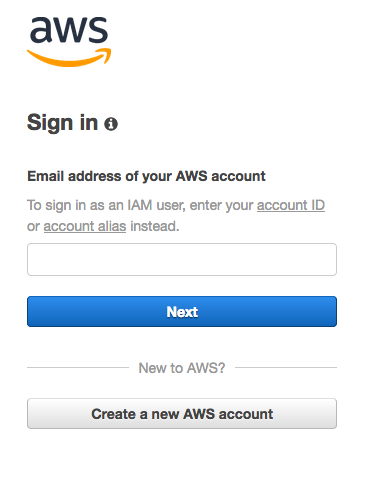 aws
Sign in
Email address of your AWS account
To sign in as an IAM user, enter your account ID
or account alias instead.
Next
New to AWS?
Create a new AWS account